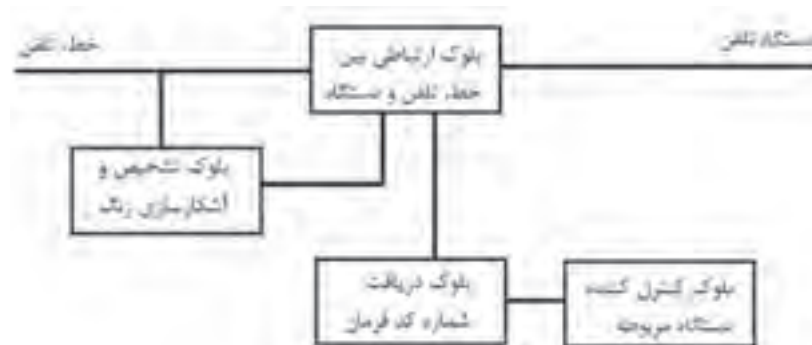 خط تلفن
دستگاه تلفن
بلوک ارتباطی بین
خط تلفن و دستگاه
بلوک تشخیص و
آشکارسازی زنگ
بلوک دریافت
شماره کد فرمان
بلوک کنترل کننده
دستگاه مربوطه